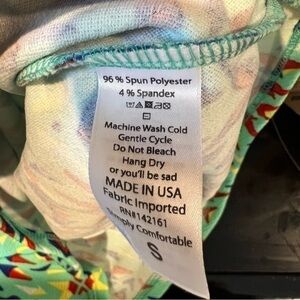 96 % Spun Polyester
4 % Spandex
Machine Wash Cold
Gentle Cycle
Do Not Bleach
Hang Dry
or you'll be sad
MADE IN USA
Fabric Imported
RN#142161
Simply Comfortable
S